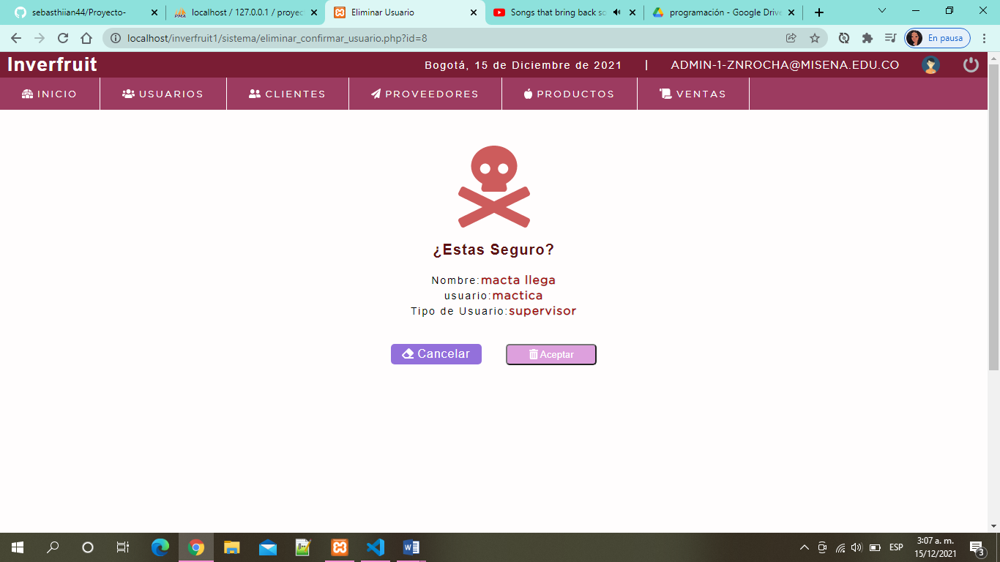 sebasthiian44/Proyecto-
localhost / 127.0.0.1 / proyec
Eliminar Usuario
Songs that bring back so
programación - Google Drive
localhost/inverfruit1/sistema/eliminar_confirmar_usuario.php?id=8
En pausa
Inverfruit
Bogotá, 15 de Diciembre de 2021 | ADMIN-1-ZNROCHA@MISENA.EDU.CO
INICIO USUARIOS CLIENTES PROVEEDORES PRODUCTOS VENTAS
¿Estas Seguro?
Nombre:macta llega
usuario:mactica
Tipo de Usuario:supervisor
Cancelar Aceptar
ESP
3:07 a. m.
15/12/2021
3